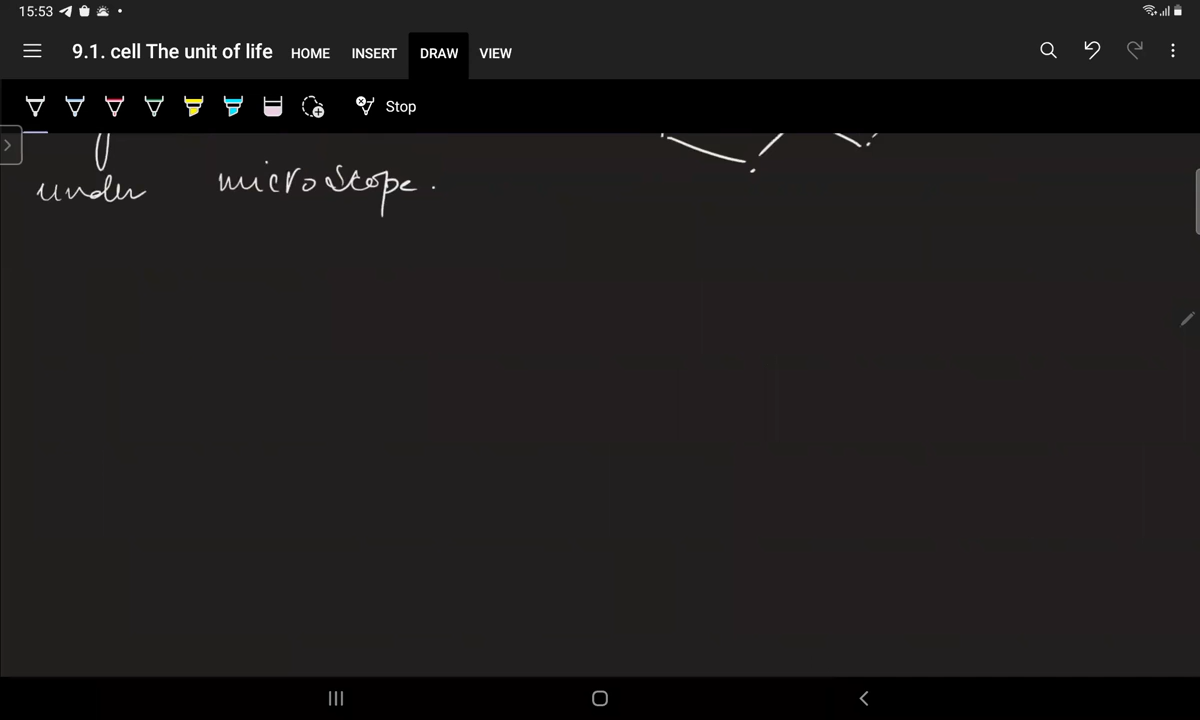 15:53
9.1. cell The unit of life HOME INSERT DRAW VIEW
Stop
under microscope.